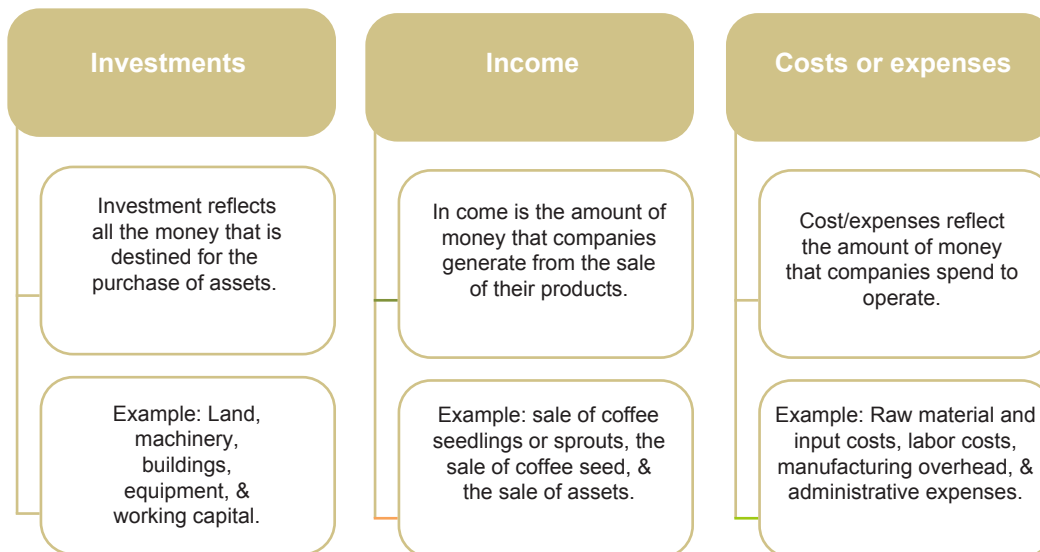 Investments
Investment reflects
all the money that is
destined for the
purchase of assets.
Example: Land,
machinery,
buildings,
equipment, &
working capital.
Income
In come is the amount of
money that companies
generate from the sale
of their products.
Example: sale of coffee
seedlings or sprouts, the
sale of coffee seed, &
the sale of assets.
Costs or expenses
Cost/expenses reflect
the amount of money
that companies spend to
operate.
Example: Raw material and
input costs, labor costs,
manufacturing overhead, &
administrative expenses.